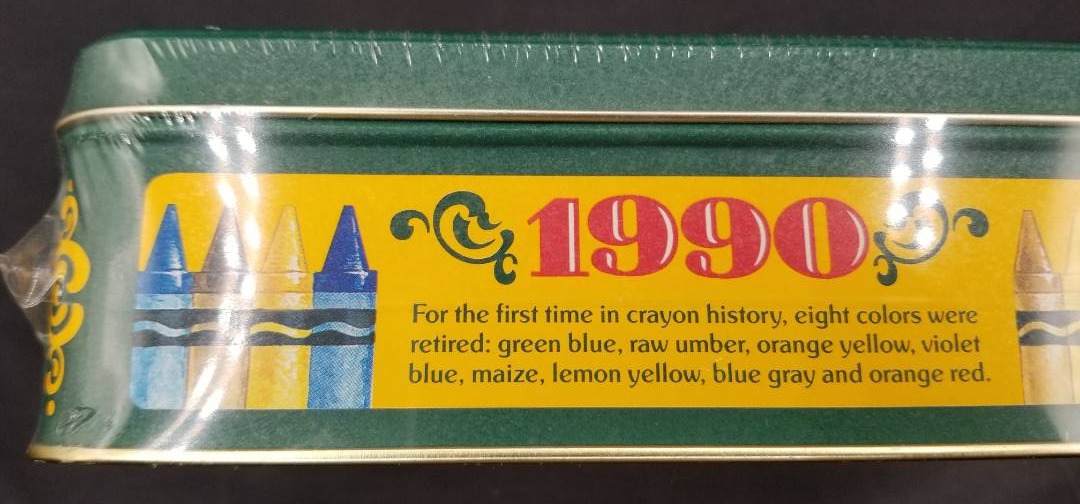 1990
For the first time in crayon history, eight colors were
retired: green blue, raw umber, orange yellow, violet
blue, maize, lemon yellow, blue gray and orange red.